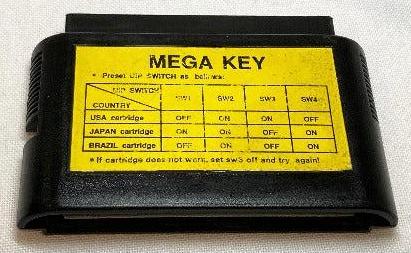 MEGA KEY
• Preset DIP SWITCH as bellows:
DIP SWITCH SW1 SW2 SW3 SW4
COUNTRY
USA cartridge OFF ON ON OFF
JAPAN cartridge OFF ON OFF ON
BRAZIL cartridge ON OFF ON ON
* If cartridge does not work, set sw3 off and try again!